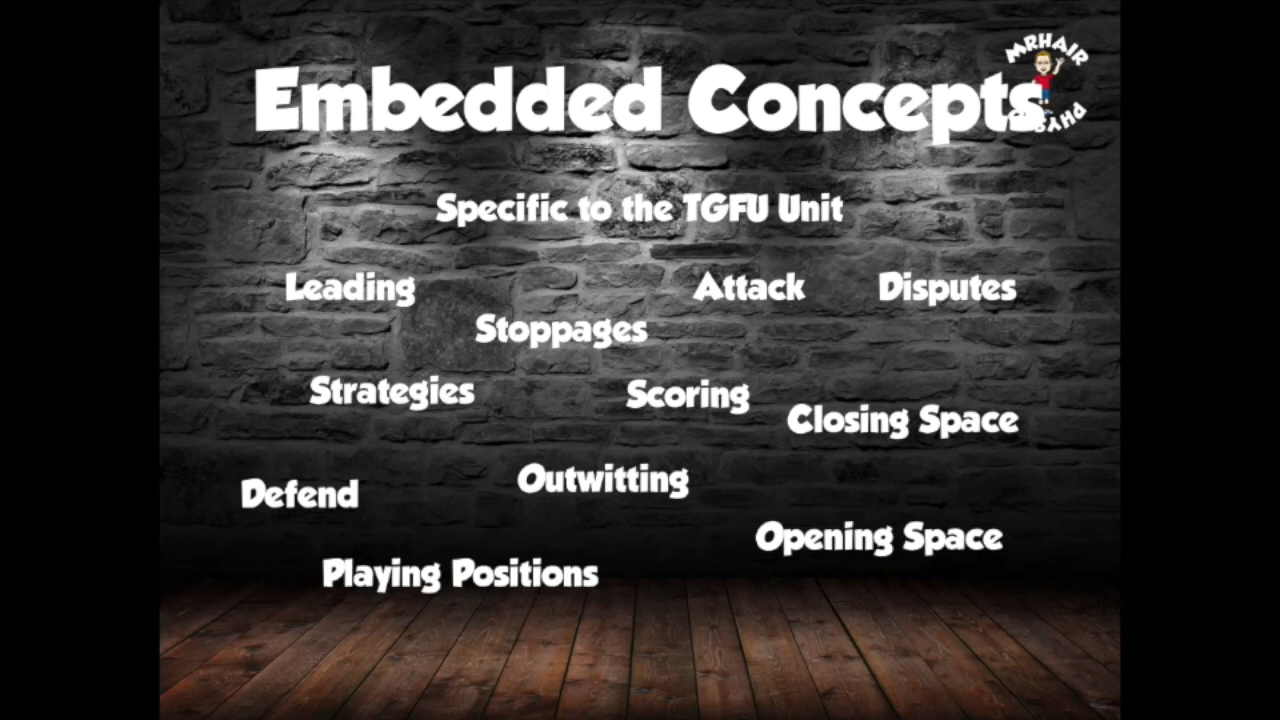 Embedded Concepts
MRHAIR
PHYS
Specific to the TGFU Unit
Leading
Attack
Disputes
Stoppages
Strategies
Scoring
Closing Space
Outwitting
Defend
Opening Space
Playing Positions